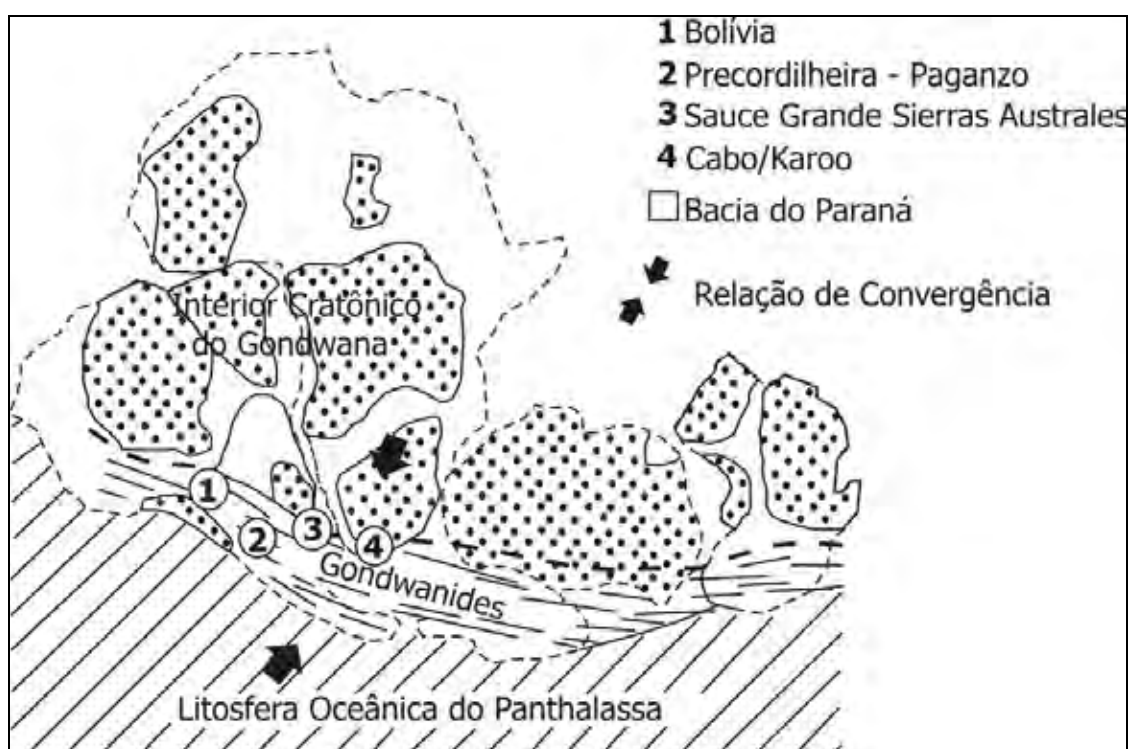 1 Bolívia
2 Precordilheira - Paganzo
3 Sauce Grande Sierras Australes
4 Cabo/Karoo
Bacia do Paraná
Relação de Convergência
Interior Cratônico
do Gondwana
1
2
3
4
Gondwanides
Litosfera Oceânica do Panthalassa